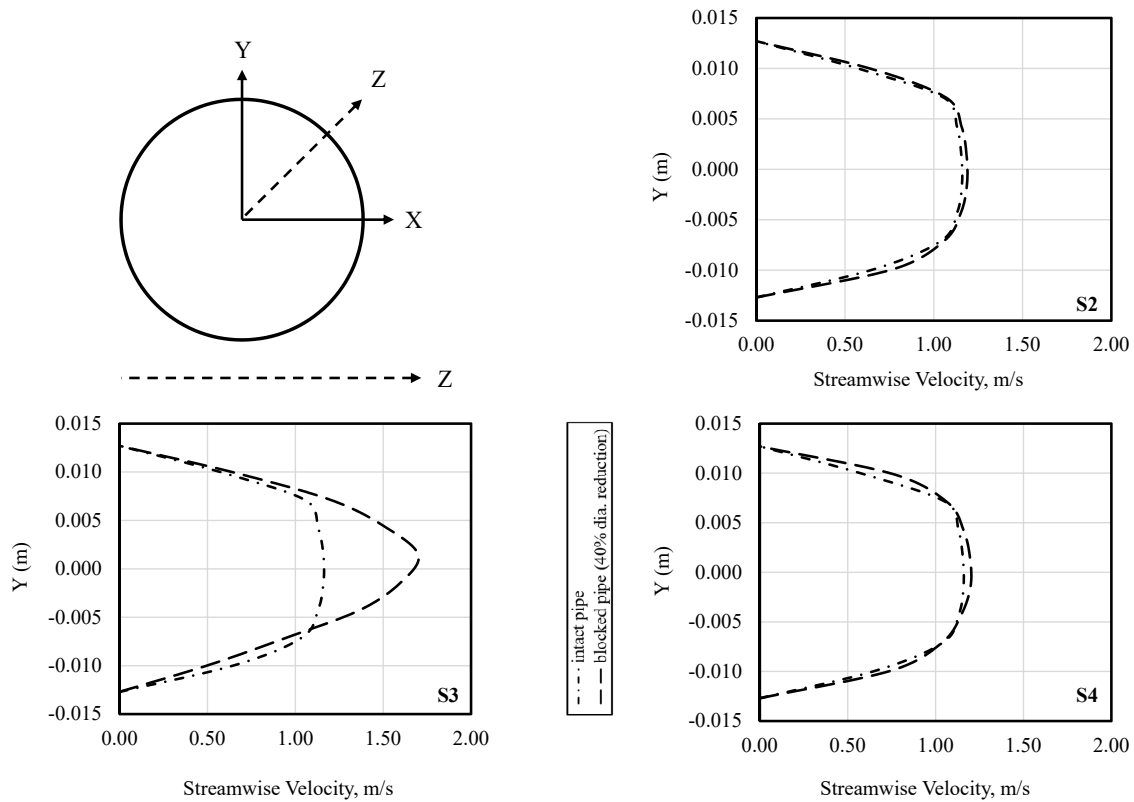 Y
Z
X
Z
0.015
0.010
0.005
0.000
-0.005
-0.010
-0.015
Y (m)
S2
0.00 0.50 1.00 1.50 2.00
Streamwise Velocity, m/s
0.015
0.010
0.005
0.000
-0.005
-0.010
-0.015
Y (m)
S3
0.00 0.50 1.00 1.50 2.00
Streamwise Velocity, m/s
intact pipe
blocked pipe (40% dia. reduction)
0.015
0.010
0.005
0.000
-0.005
-0.010
-0.015
Y (m)
S4
0.00 0.50 1.00 1.50 2.00
Streamwise Velocity, m/s